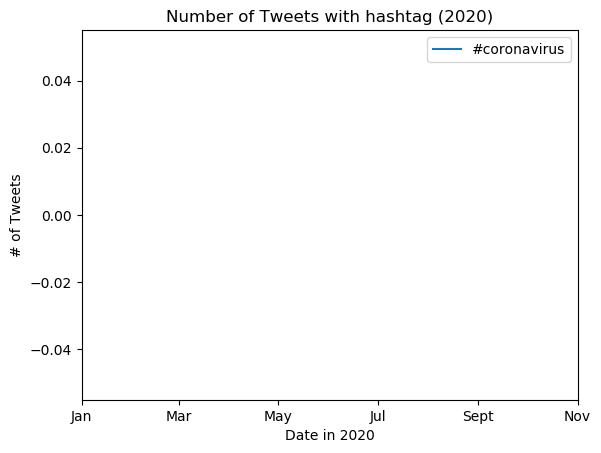 Number of Tweets with hashtag (2020)
#coronavirus
# of Tweets
0.04
0.02
0.00
−0.02
−0.04
Jan Mar May Jul Sept Nov
Date in 2020